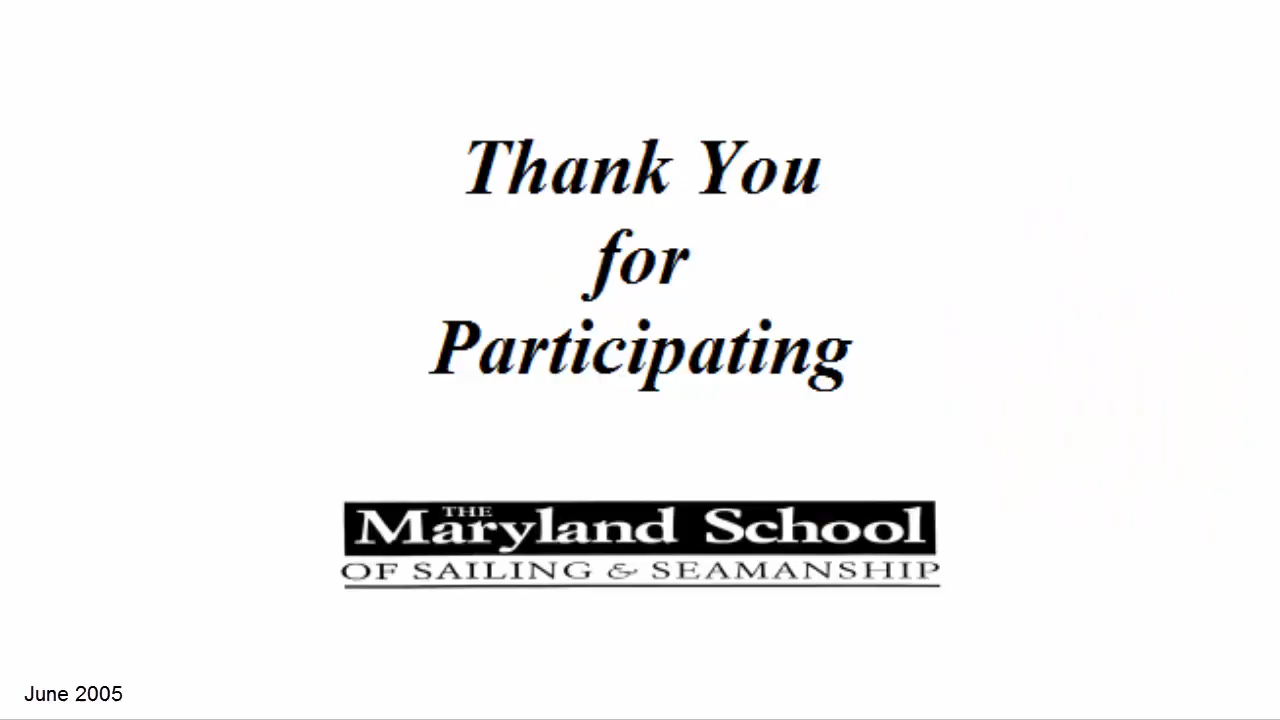 Thank You
for
Participating
THE
Maryland School
OF SAILING & SEAMANSHIP
June 2005